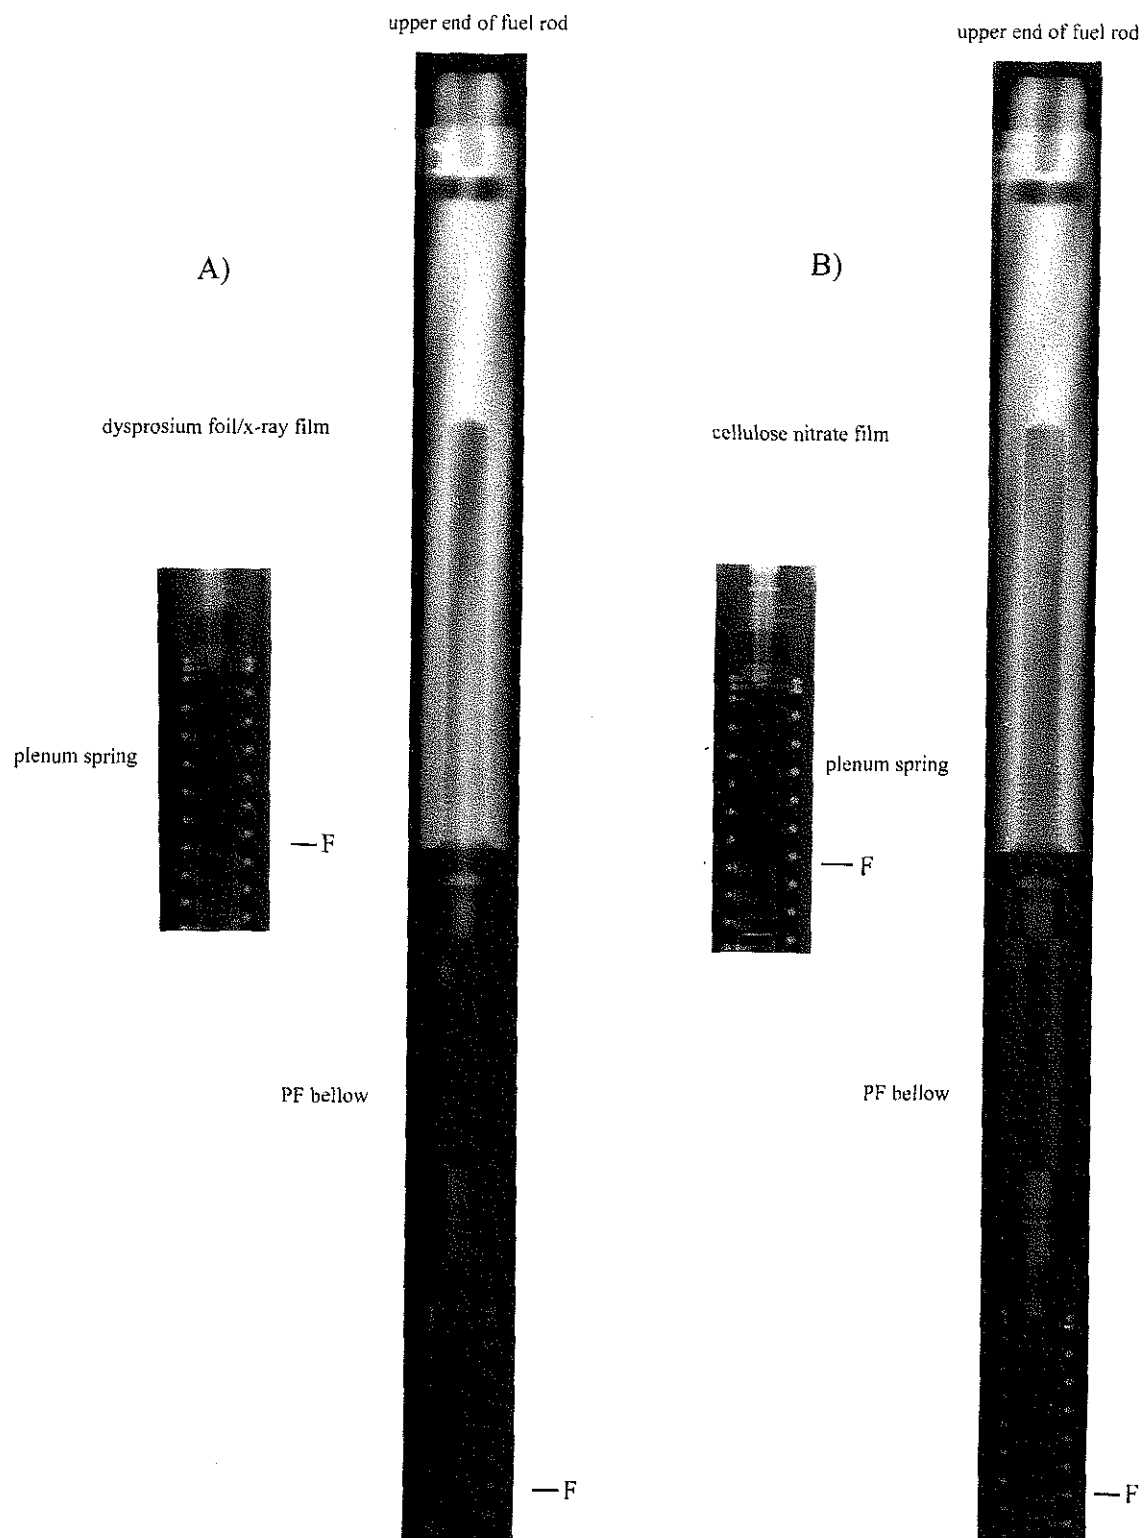 upper end of fuel rod
upper end of fuel rod
A)
B)
dysprosium foil/x-ray film
cellulose nitrate film
plenum spring
plenum spring
F
F
PF bellow
PF bellow
F
F